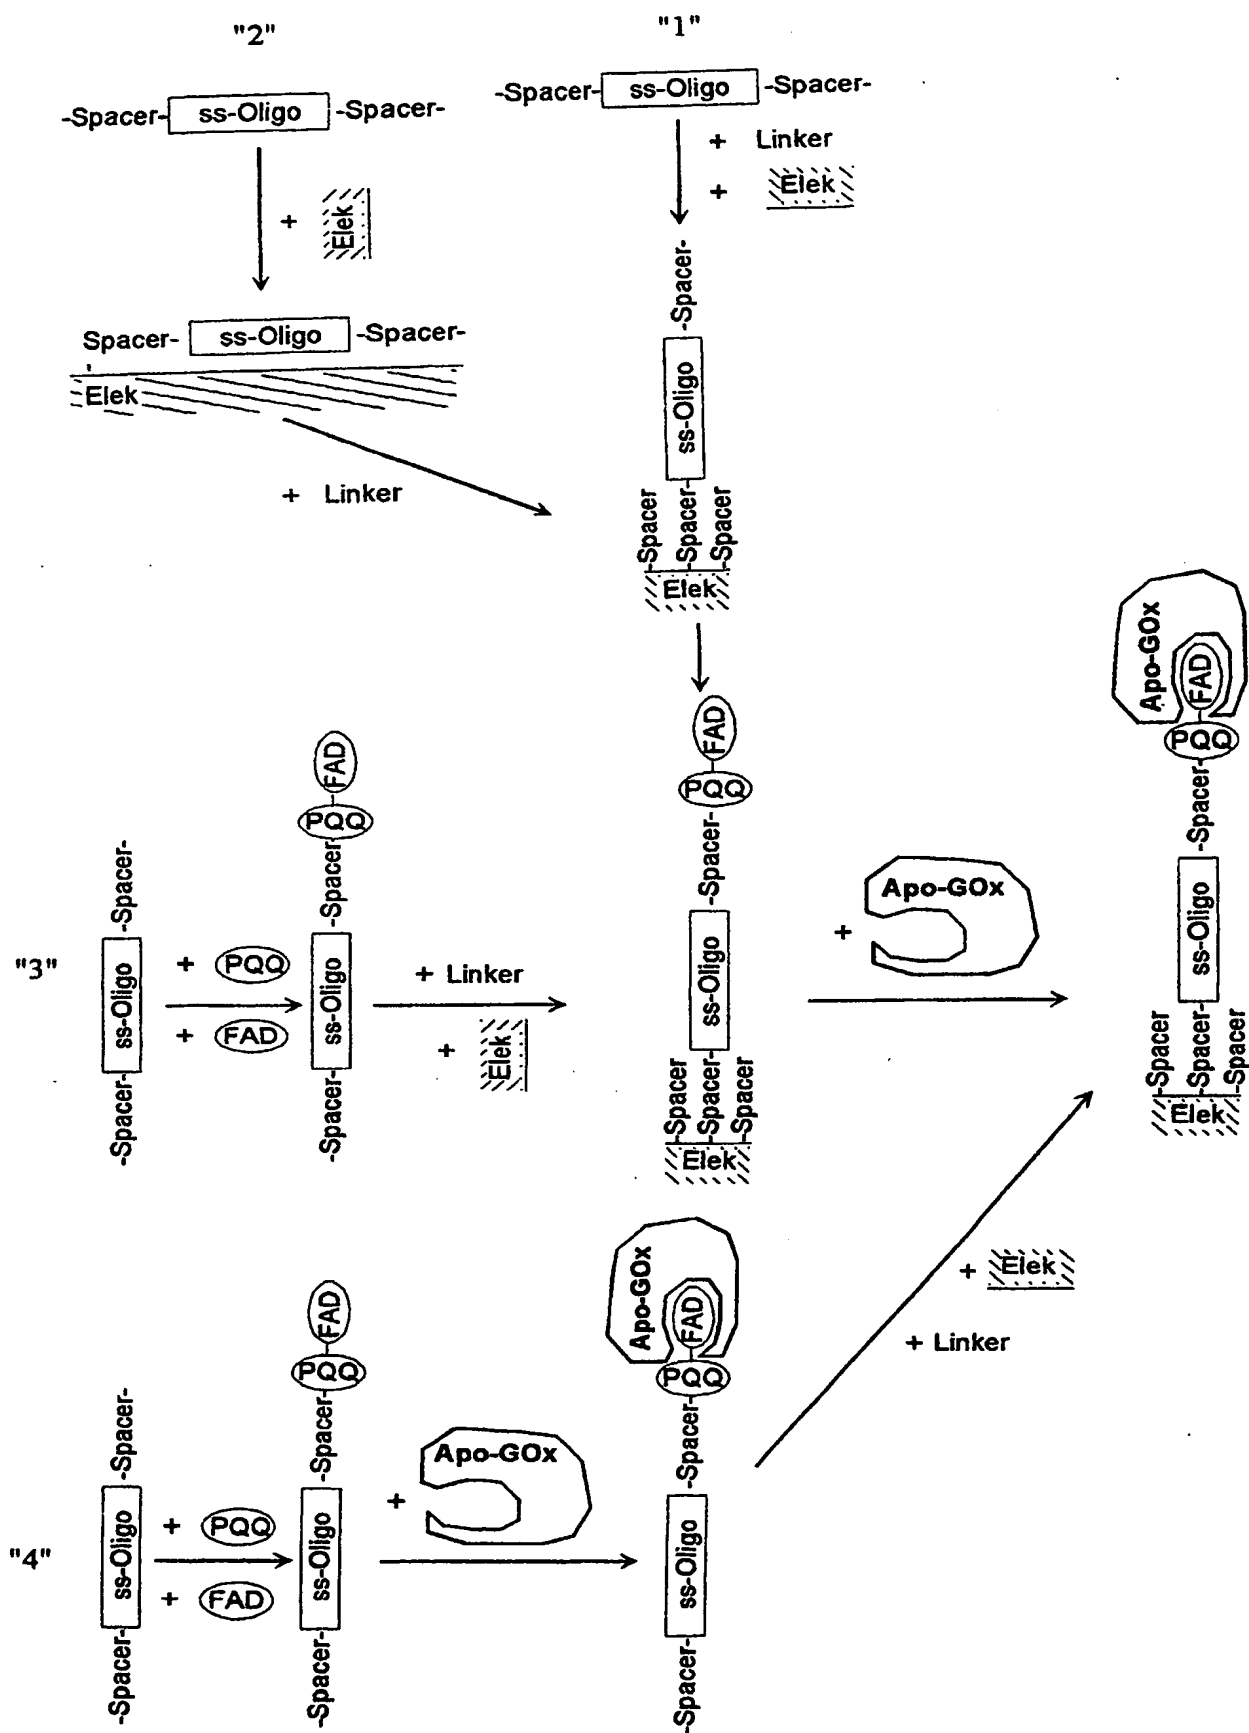 "2"
"1"
-Spacer- ss-Oligo -Spacer-
-Spacer- ss-Oligo -Spacer-
+ Linker
+ Elek
+ Elek
Spacer- ss-Oligo -Spacer-
Elek
+ Linker
-Spacer-
ss-Oligo
-Spacer -Spacer- -Spacer
Elek
FAD
PQQ
-Spacer-
ss-Oligo
-Spacer -Spacer- -Spacer
Elek
"3"
-Spacer-
ss-Oligo
-Spacer-
+ PQQ
+ FAD
FAD
PQQ
-Spacer-
ss-Oligo
-Spacer-
+ Linker
+ Elek
+ Apo-GOx
Apo-GOx
FAD
PQQ
-Spacer-
ss-Oligo
-Spacer -Spacer- -Spacer
Elek
"4"
-Spacer-
ss-Oligo
-Spacer-
+ PQQ
+ FAD
FAD
PQQ
-Spacer-
ss-Oligo
-Spacer-
+ Apo-GOx
Apo-GOx
FAD
PQQ
-Spacer-
ss-Oligo
-Spacer-
+ Elek
+ Linker